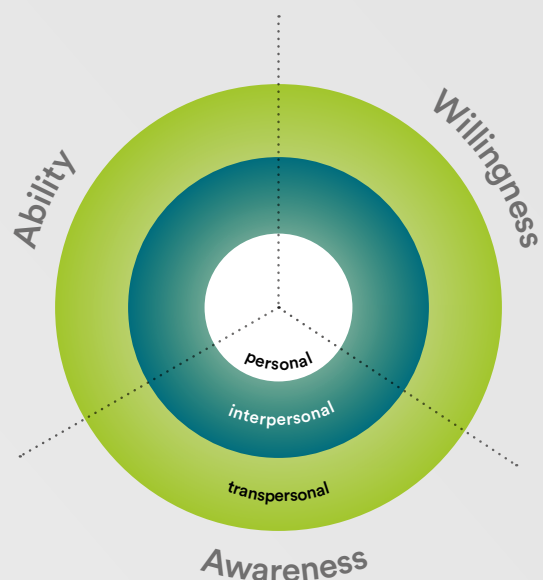 Ability
Willingness
personal
interpersonal
transpersonal
Awareness